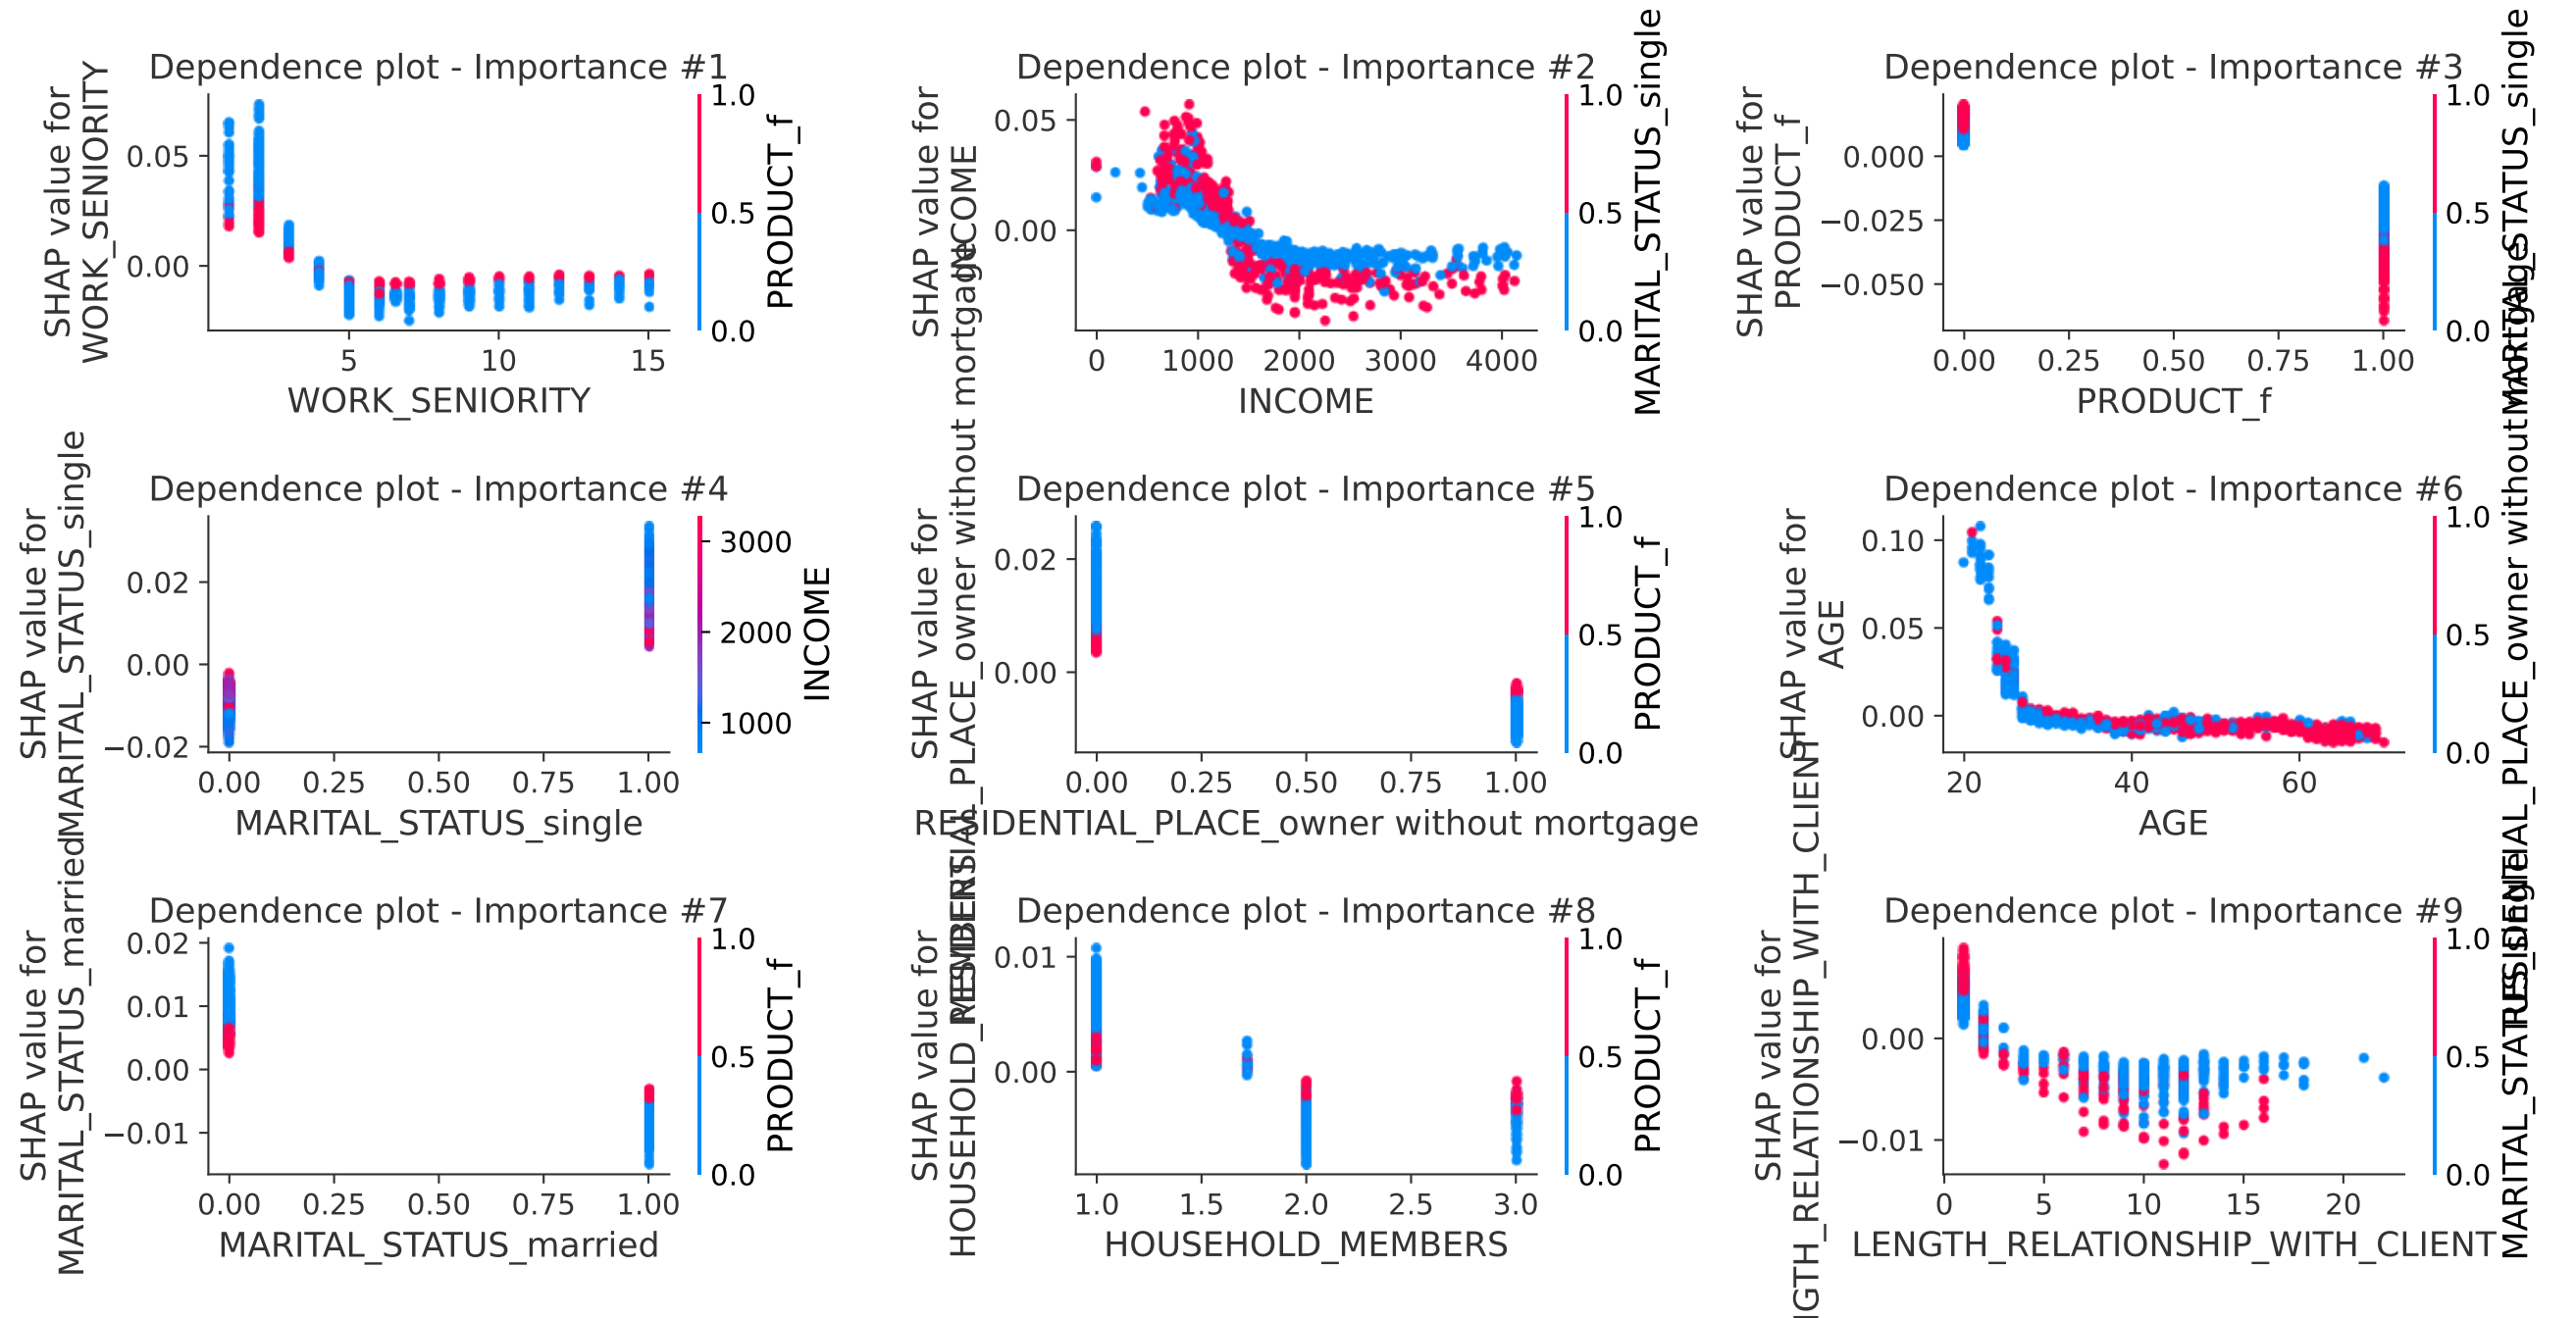 Dependence plot - Importance #1
SHAP value for
WORK_SENIORITY
0.05
0.00
5
10
15
WORK_SENIORITY
1.0
0.5
0.0
PRODUCT_f
Dependence plot - Importance #2
SHAP value for
INCOME
0.05
0.00
0
1000
2000
3000
4000
INCOME
1.0
0.5
0.0
MARITAL_STATUS_single
Dependence plot - Importance #3
SHAP value for
PRODUCT_f
0.000
−0.025
−0.050
0.00
0.25
0.50
0.75
1.00
PRODUCT_f
1.0
0.5
0.0
MARITAL_STATUS_single
Dependence plot - Importance #4
SHAP value for
MARITAL_STATUS_single
0.02
0.00
−0.02
0.00
0.25
0.50
0.75
1.00
MARITAL_STATUS_single
3000
2000
1000
INCOME
Dependence plot - Importance #5
SHAP value for
RESIDENTIAL_PLACE_owner without mortgage
0.02
0.00
0.00
0.25
0.50
0.75
1.00
RESIDENTIAL_PLACE_owner without mortgage
1.0
0.5
0.0
PRODUCT_f
Dependence plot - Importance #6
SHAP value for
AGE
0.10
0.05
0.00
20
40
60
AGE
1.0
0.5
0.0
RESIDENTIAL_PLACE_owner without mortgage
Dependence plot - Importance #7
SHAP value for
MARITAL_STATUS_married
0.02
0.01
0.00
−0.01
0.00
0.25
0.50
0.75
1.00
MARITAL_STATUS_married
1.0
0.5
0.0
PRODUCT_f
Dependence plot - Importance #8
SHAP value for
HOUSEHOLD_MEMBERS
0.01
0.00
1.0
1.5
2.0
2.5
3.0
HOUSEHOLD_MEMBERS
1.0
0.5
0.0
PRODUCT_f
Dependence plot - Importance #9
SHAP value for
NGTH_RELATIONSHIP_WITH_CLIENT
0.00
−0.01
0
5
10
15
20
LENGTH_RELATIONSHIP_WITH_CLIENT
1.0
0.5
0.0
MARITAL_STATUS_single